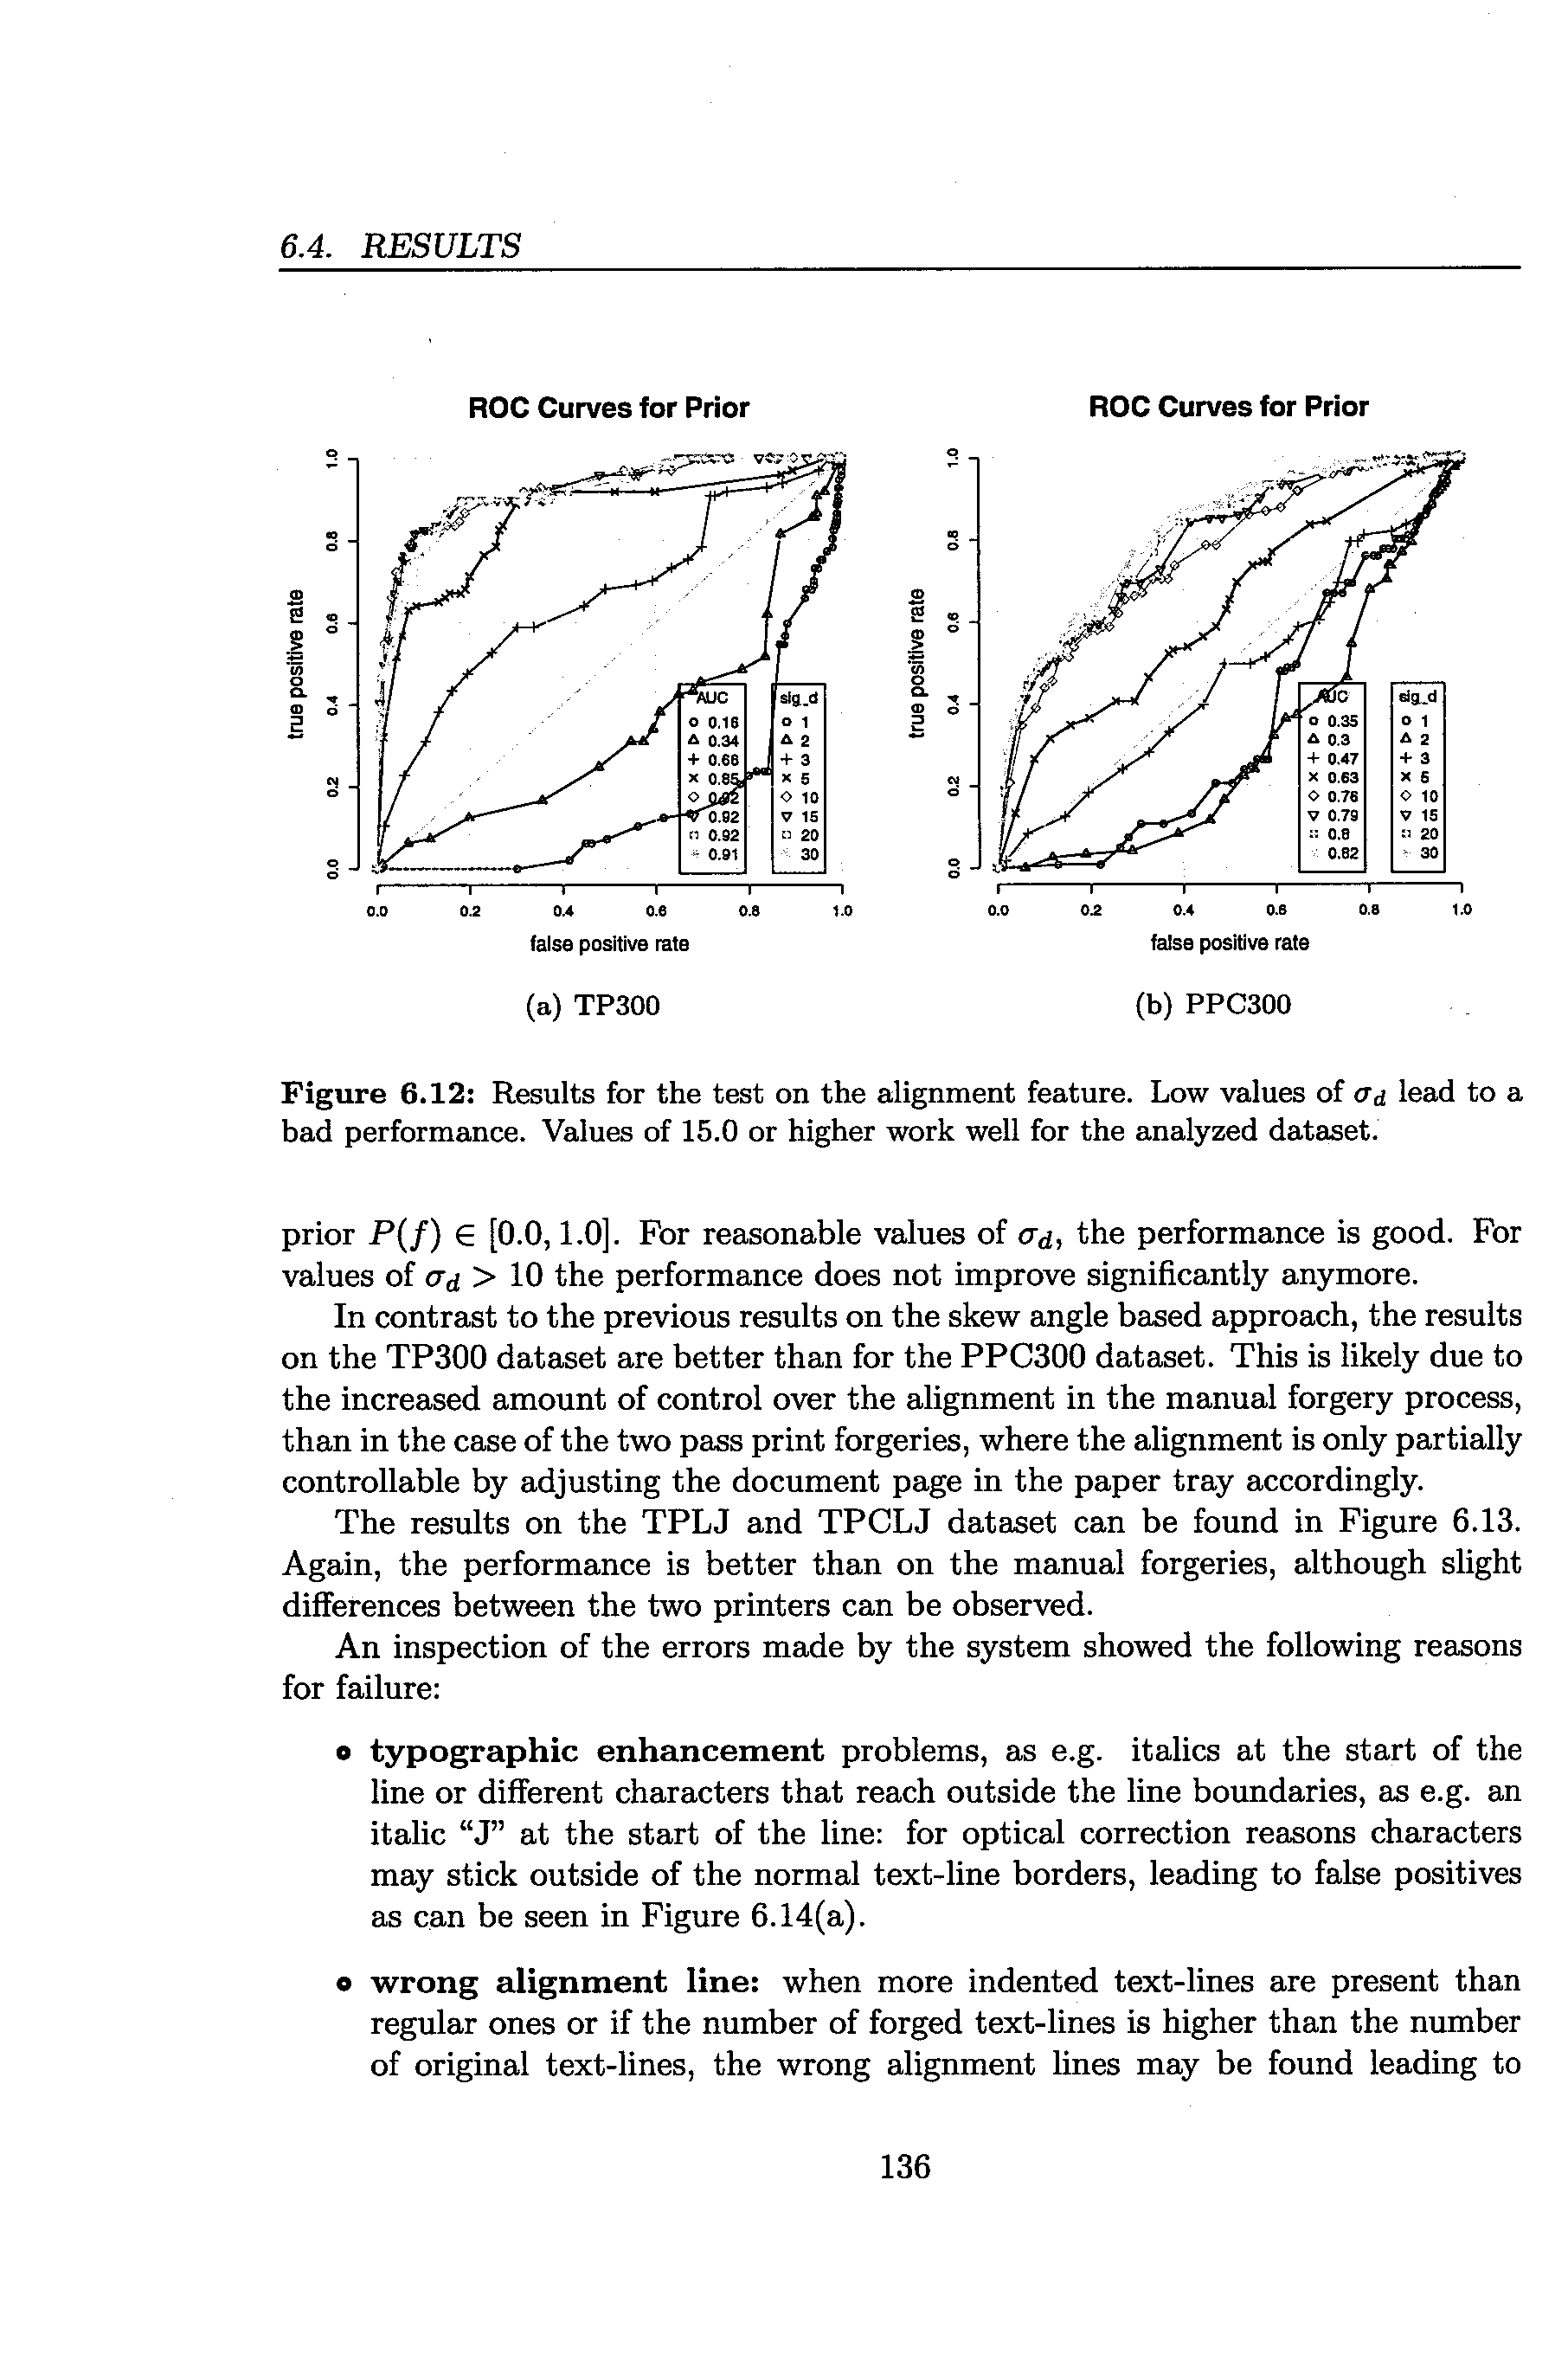 6.4. RESULTS
ROC Curves for Prior
true positive rate
0.0 0.2 0.4 0.6 0.8 1.0
AUC
0.16
0.34
0.66
0.85
0.92
0.92
0.92
0.91
sig_d
1
2
3
5
10
15
20
30
0.0 0.2 0.4 0.6 0.8 1.0
false positive rate
(a) TP300
ROC Curves for Prior
true positive rate
0.0 0.2 0.4 0.6 0.8 1.0
AUC
0.35
0.3
0.47
0.63
0.76
0.79
0.8
0.82
sig_d
1
2
3
5
10
15
20
30
0.0 0.2 0.4 0.6 0.8 1.0
false positive rate
(b) PPC300
Figure 6.12: Results for the test on the alignment feature. Low values of σd lead to a
bad performance. Values of 15.0 or higher work well for the analyzed dataset.
prior P(f) ∈ [0.0, 1.0]. For reasonable values of σd, the performance is good. For
values of σd > 10 the performance does not improve significantly anymore.
In contrast to the previous results on the skew angle based approach, the results
on the TP300 dataset are better than for the PPC300 dataset. This is likely due to
the increased amount of control over the alignment in the manual forgery process,
than in the case of the two pass print forgeries, where the alignment is only partially
controllable by adjusting the document page in the paper tray accordingly.
The results on the TPLJ and TPCLJ dataset can be found in Figure 6.13.
Again, the performance is better than on the manual forgeries, although slight
differences between the two printers can be observed.
An inspection of the errors made by the system showed the following reasons
for failure:
• typographic enhancement problems, as e.g. italics at the start of the
line or different characters that reach outside the line boundaries, as e.g. an
italic “J” at the start of the line: for optical correction reasons characters
may stick outside of the normal text-line borders, leading to false positives
as can be seen in Figure 6.14(a).
• wrong alignment line: when more indented text-lines are present than
regular ones or if the number of forged text-lines is higher than the number
of original text-lines, the wrong alignment lines may be found leading to
136